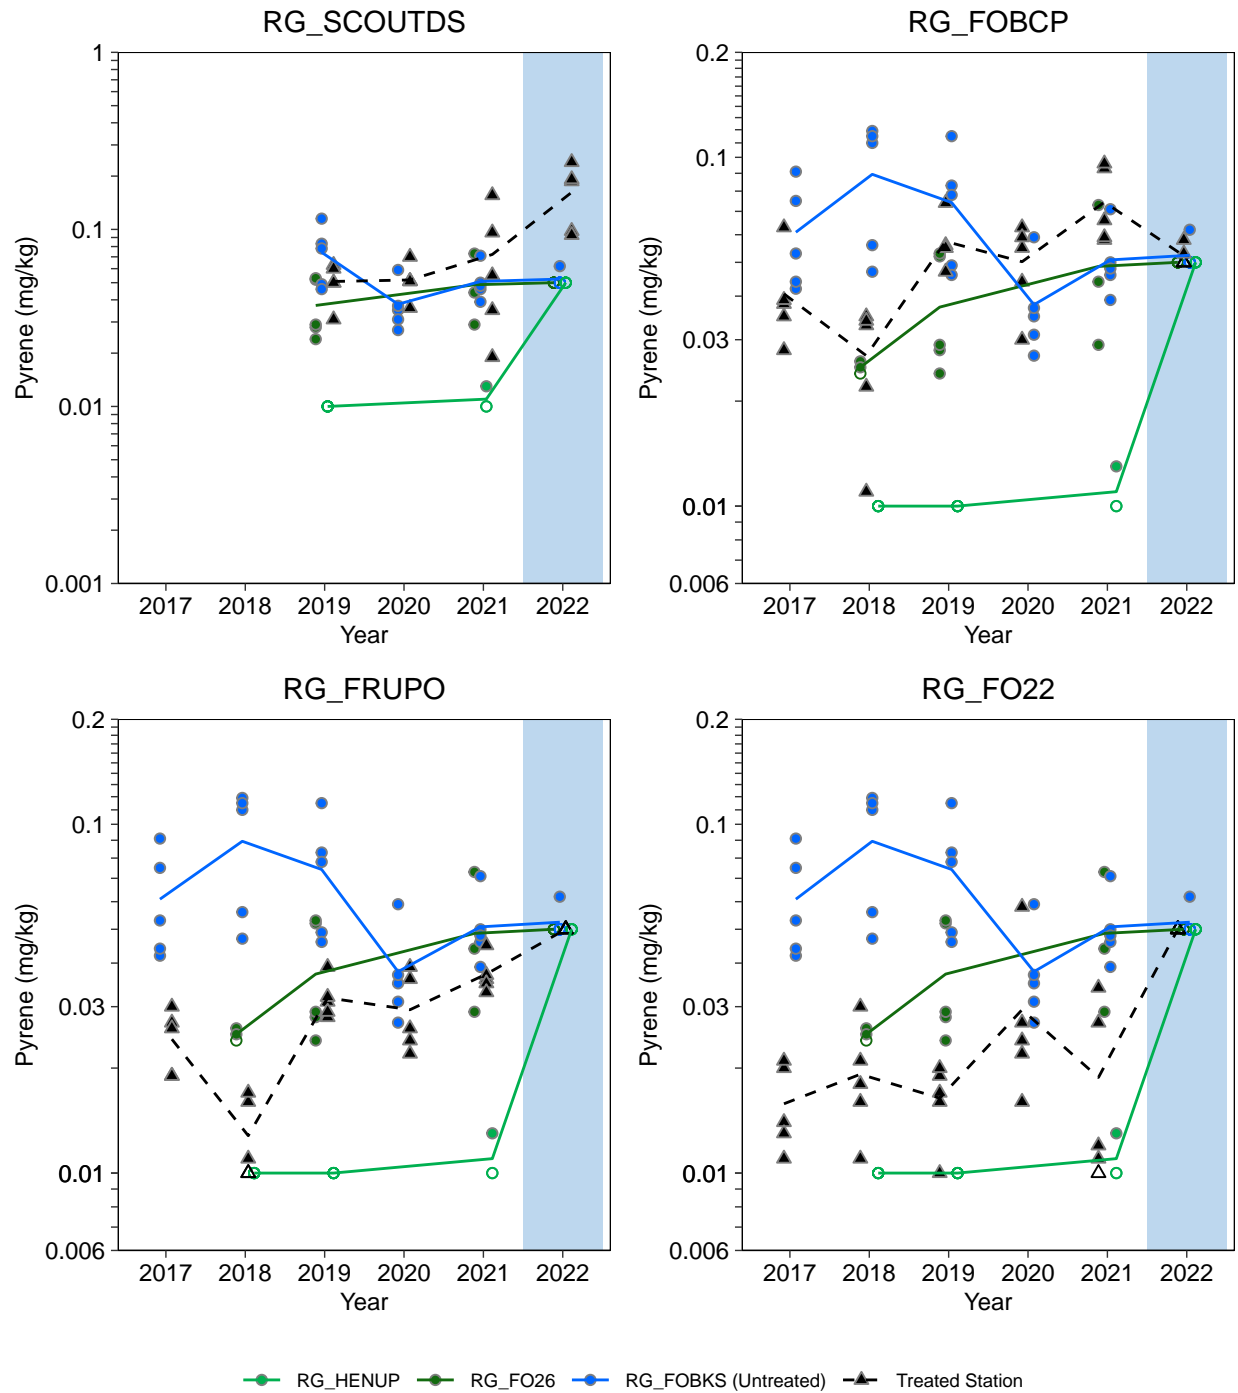 RG_SCOUTDS
Pyrene (mg/kg)
1
0.1
0.01
0.001
2017 2018 2019 2020 2021 2022
Year
RG_FOBCP
Pyrene (mg/kg)
0.2
0.1
0.03
0.01
0.006
2017 2018 2019 2020 2021 2022
Year
RG_FRUPO
Pyrene (mg/kg)
0.2
0.1
0.03
0.01
0.006
2017 2018 2019 2020 2021 2022
Year
RG_FO22
Pyrene (mg/kg)
0.2
0.1
0.03
0.01
0.006
2017 2018 2019 2020 2021 2022
Year
RG_HENUP RG_FO26 RG_FOBKS (Untreated) Treated Station